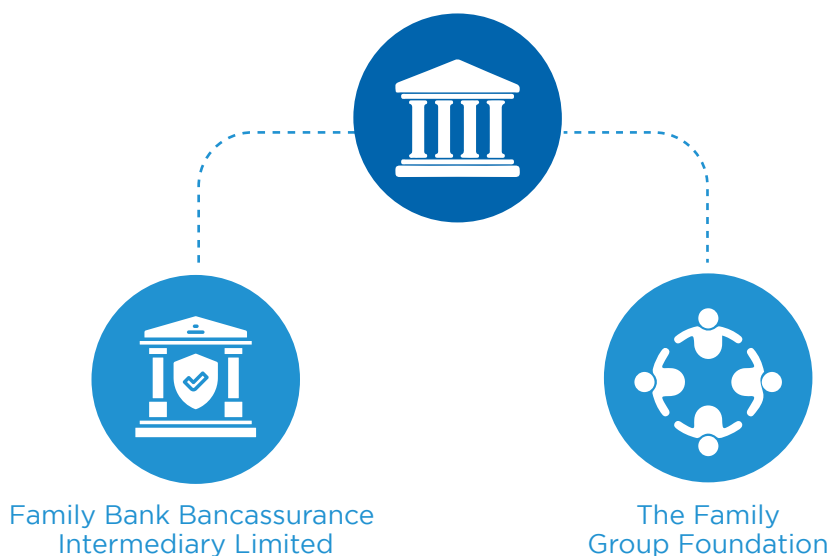 Family Bank Bancassurance
Intermediary Limited
The Family
Group Foundation